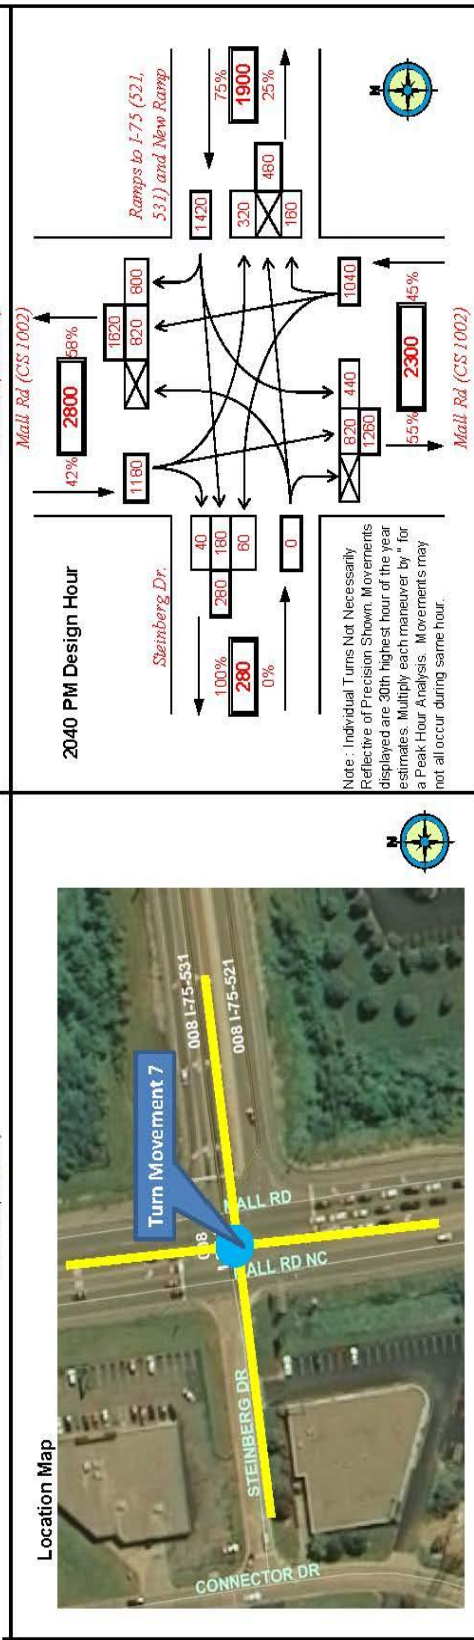 Location Map
Turn Movement 7
008 I-75-531
008 I-75-521
008
MALL RD
MALL RD NC
STEINBERG DR
CONNECTOR DR
N
2040 PM Design Hour
Mall Rd (CS 1002)
42%
58%
2800
1180
1620
820
800
Ramps to I-75 (521,
531) and New Ramp
1420
75%
1900
25%
320
480
160
N
Steinberg Dr.
100%
280
0%
280
40
180
60
0
820
440
1260
1040
55%
45%
2300
Mall Rd (CS 1002)
Note : Individual Turns Not Necessarily
Reflective of Precision Shown. Movements
displayed are 30th highest hour of the year
estimates. Multiply each maneuver by " for
a Peak Hour Analysis. Movements may
not all occur during same hour.